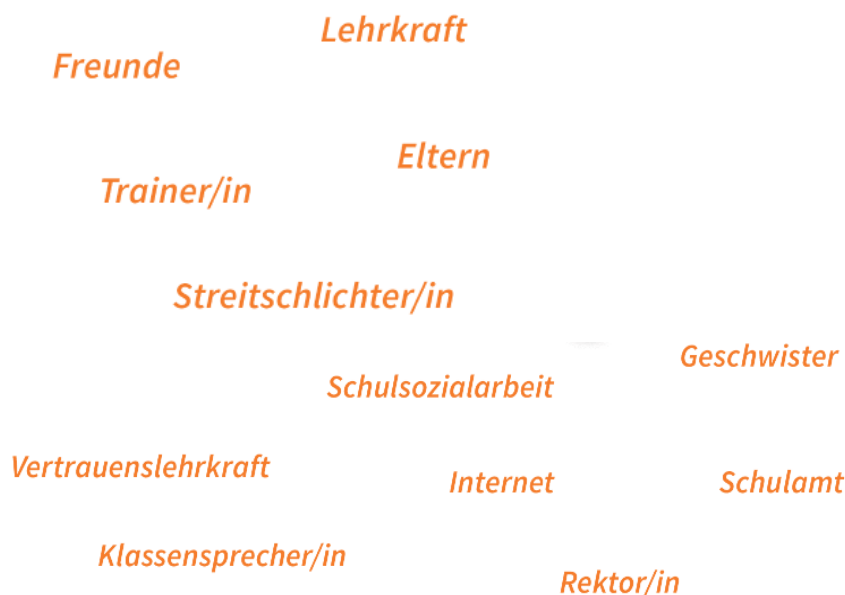 Lehrkraft
Freunde
Eltern
Trainer/in
Streitschlichter/in
Geschwister
Schulsozialarbeit
Vertrauenslehrkraft
Internet
Schulamt
Klassensprecher/in
Rektor/in